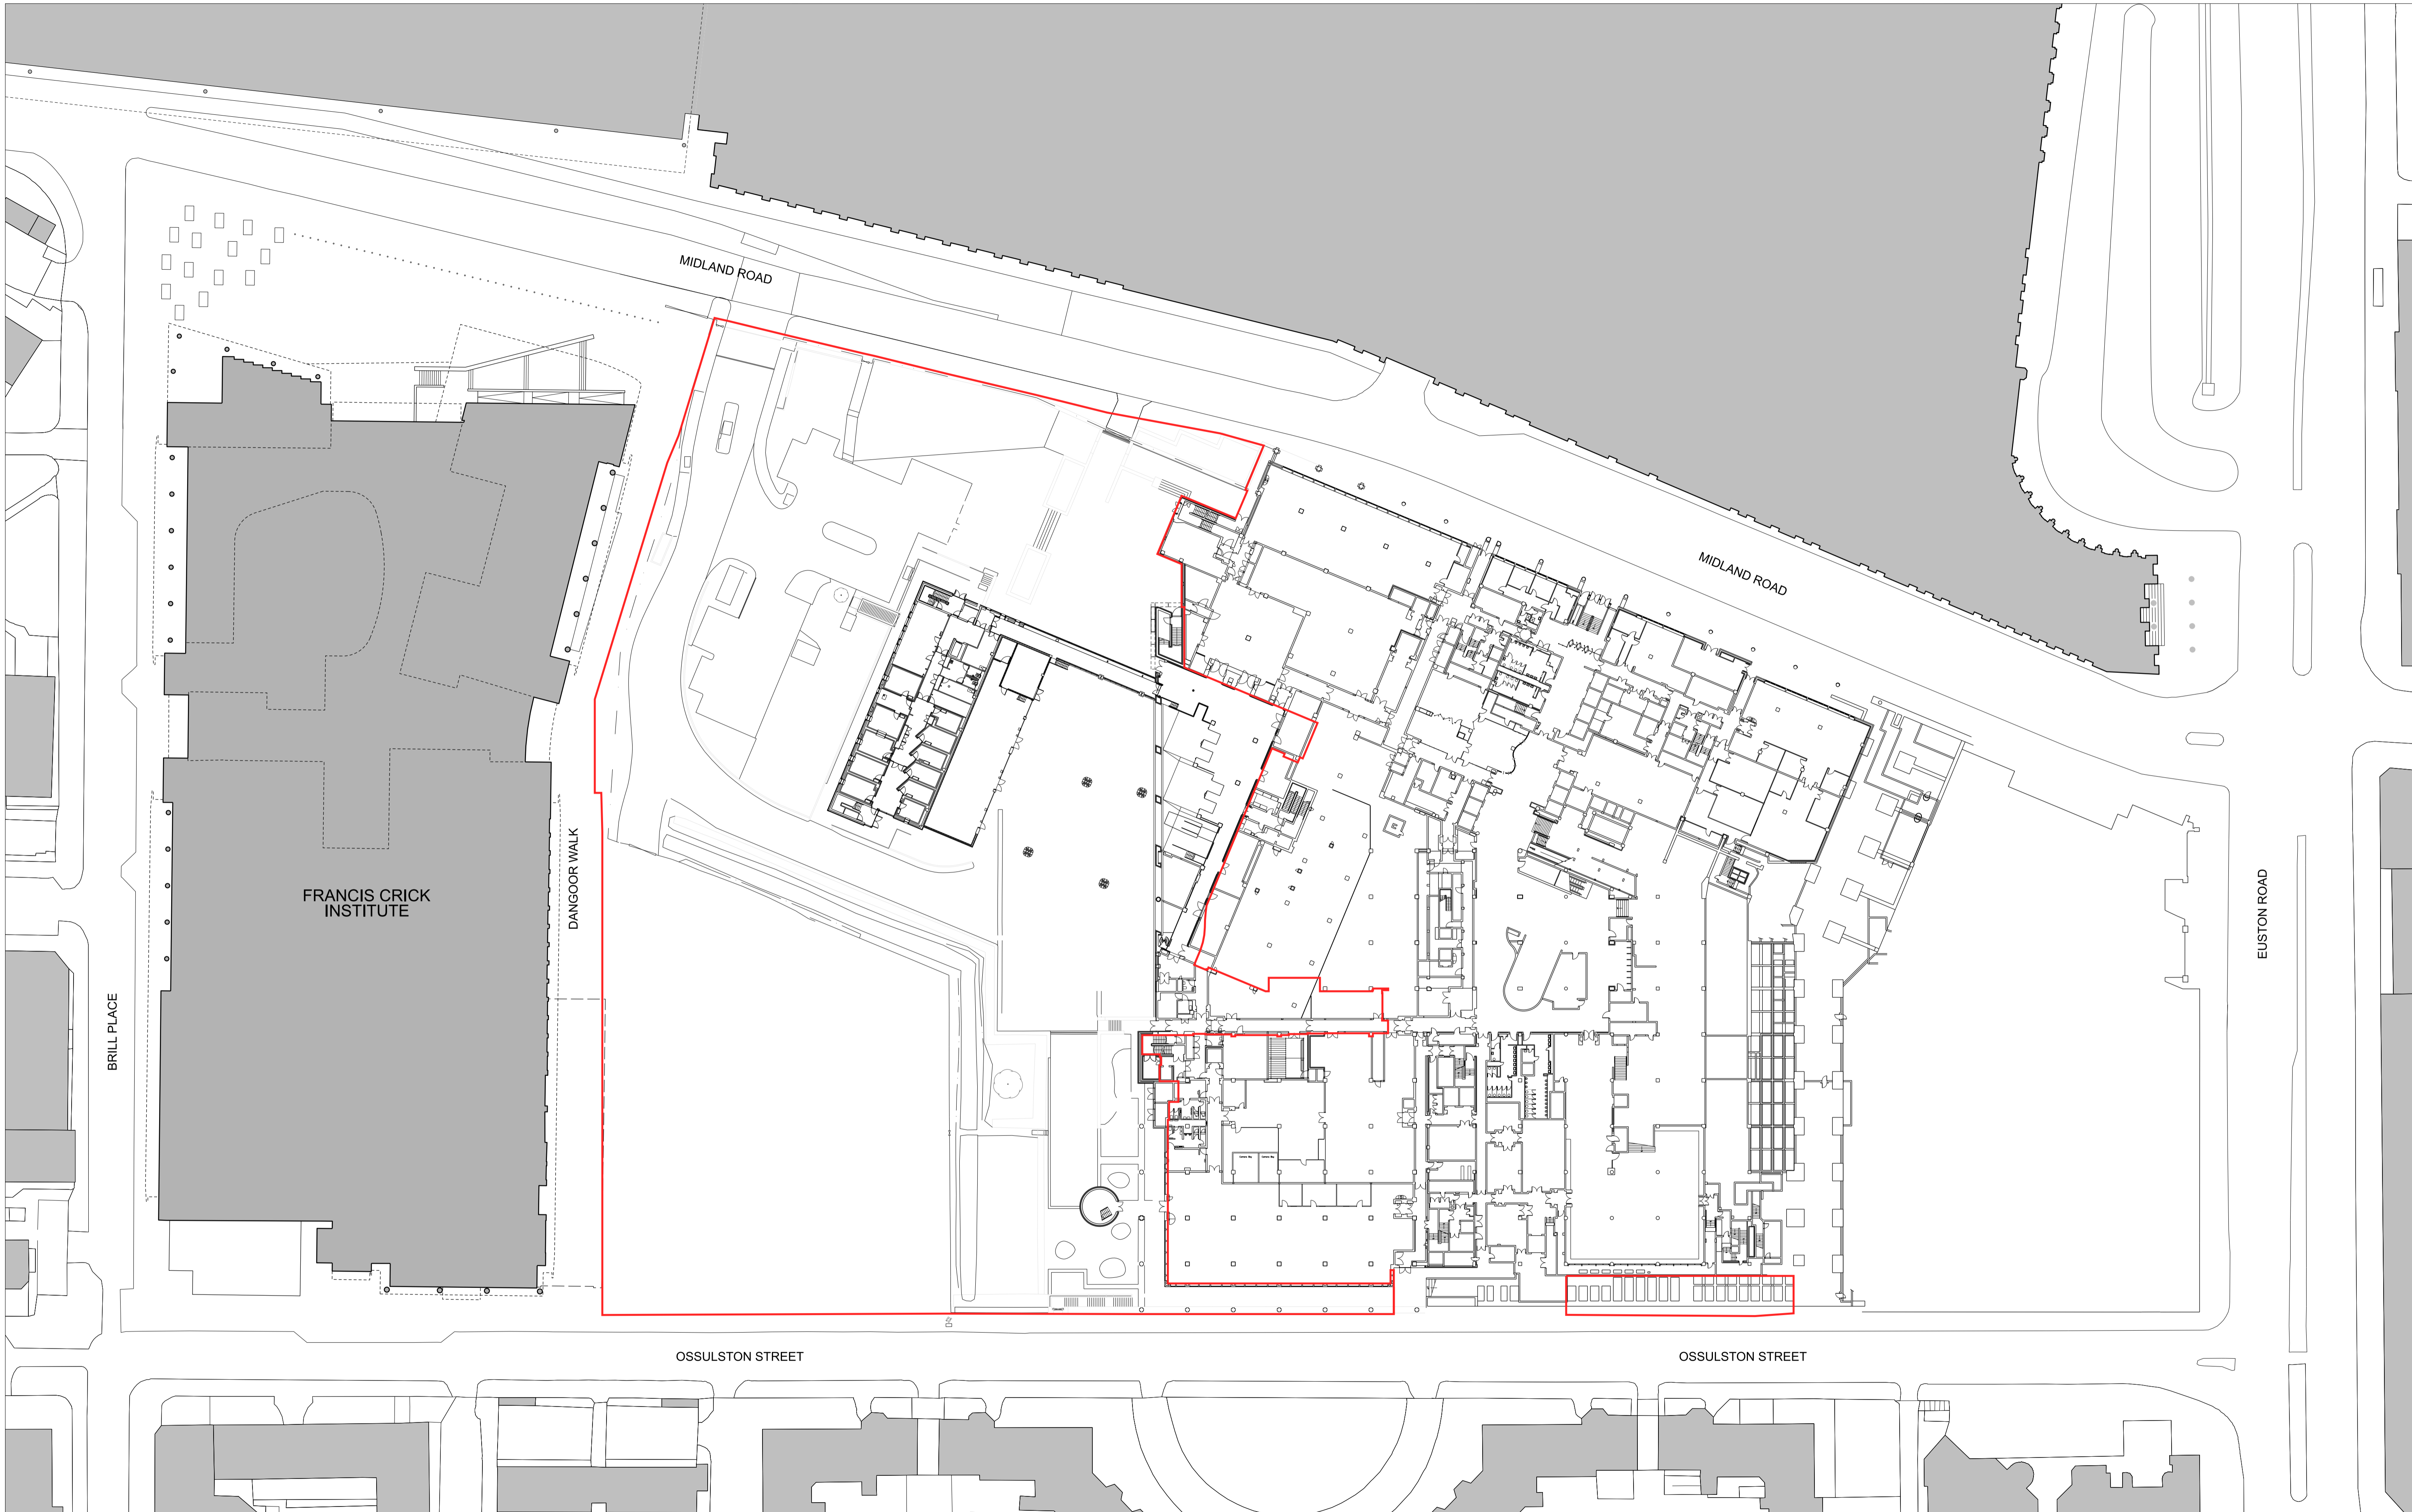 MIDLAND ROAD
MIDLAND ROAD
FRANCIS CRICK
INSTITUTE
DANGOOR WALK
EUSTON ROAD
BRILL PLACE
OSSULSTON STREET
OSSULSTON STREET